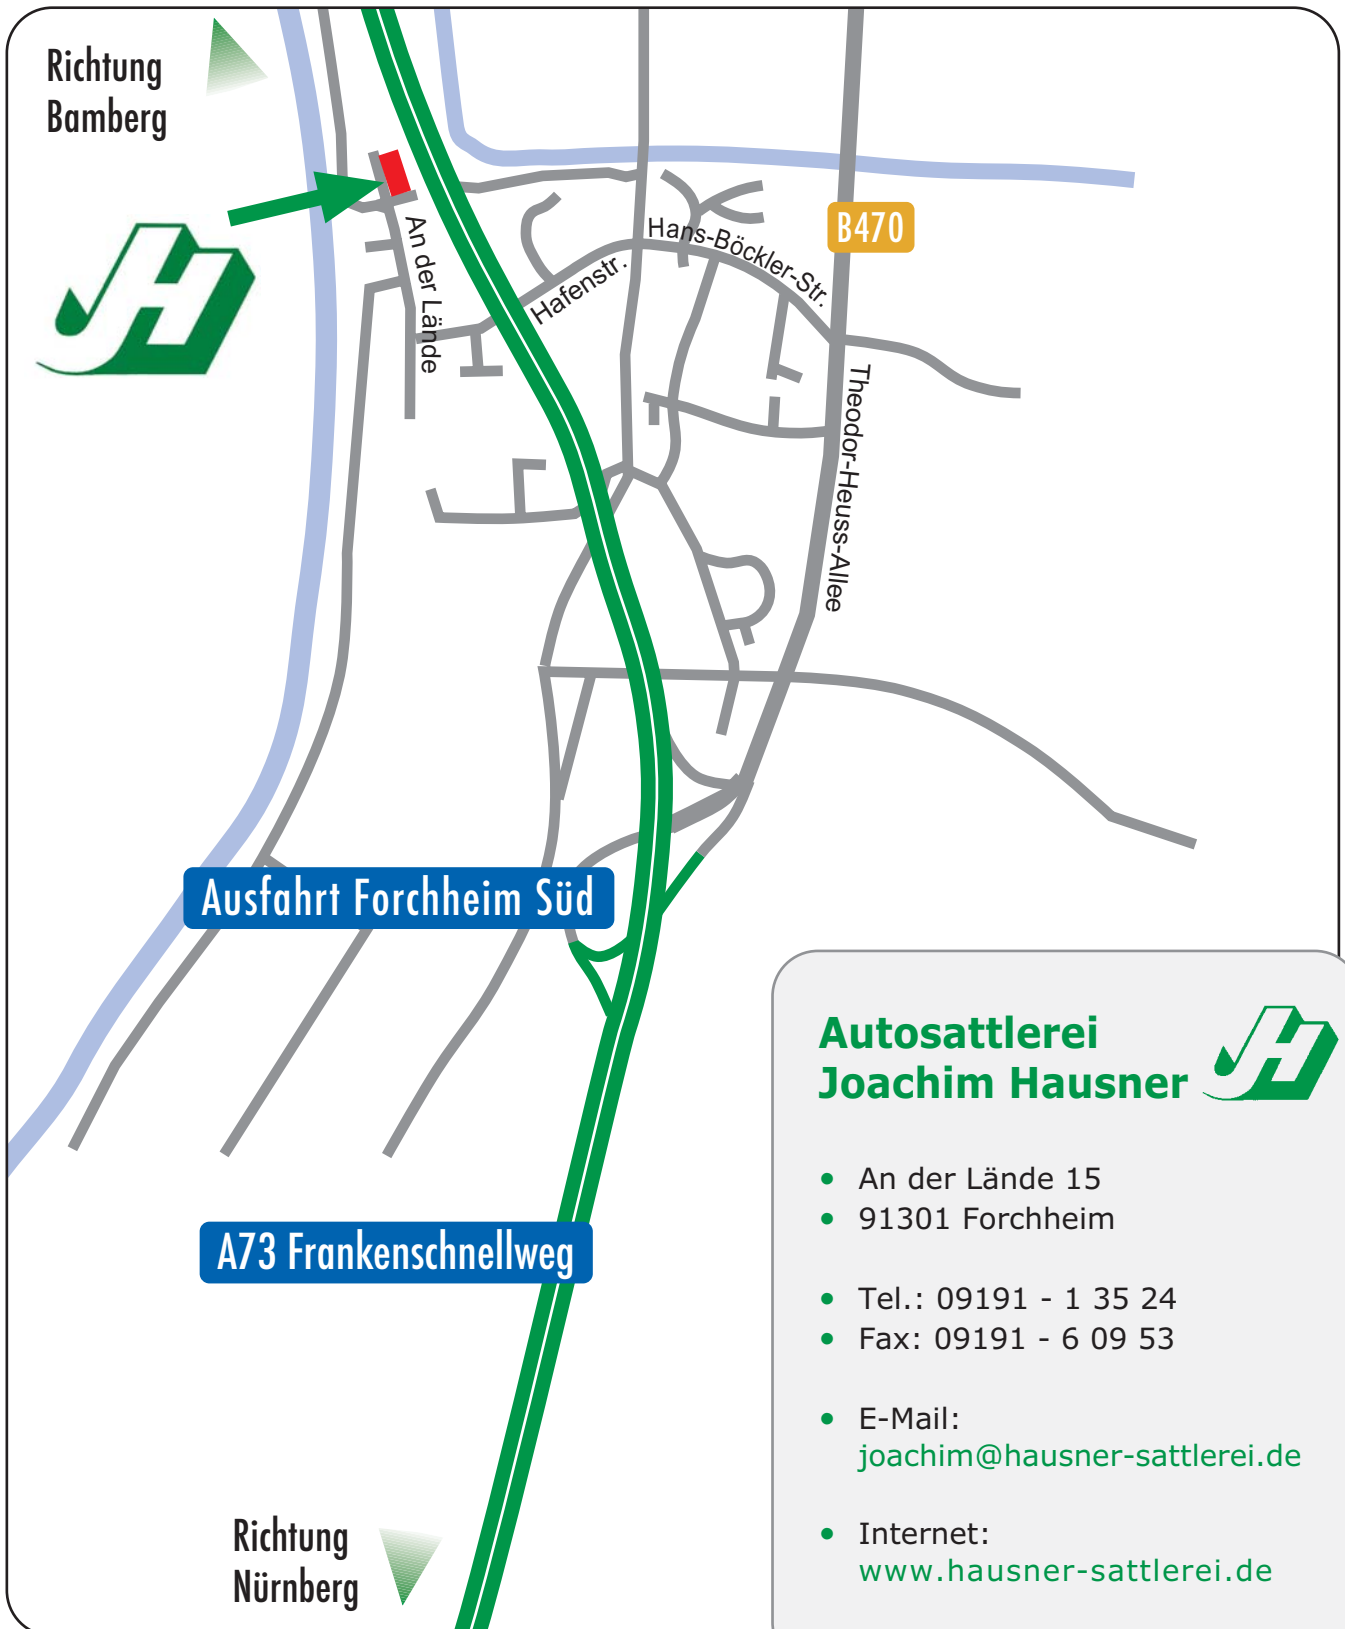 Richtung
Bamberg
An der Lände
Hafenstr.
Hans-Böckler-Str.
B470
Theodor-Heuss-Allee
Ausfahrt Forchheim Süd
A73 Frankenschnellweg
Richtung
Nürnberg
Autosattlerei
Joachim Hausner
JH
• An der Lände 15
• 91301 Forchheim
• Tel.: 09191 - 1 35 24
• Fax: 09191 - 6 09 53
• E-Mail:
joachim@hausner-sattlerei.de
• Internet:
www.hausner-sattlerei.de